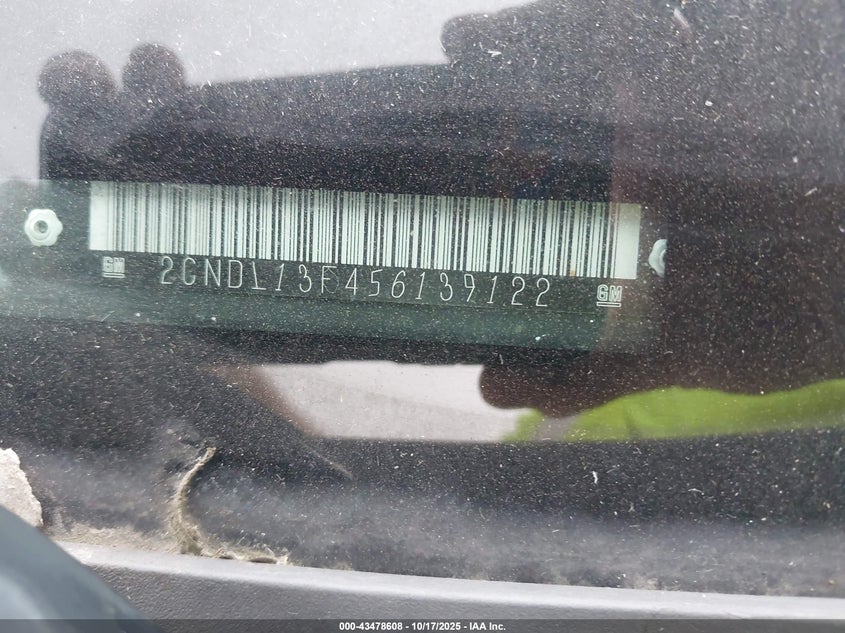 GM 2CNDL13F456139122 GM
000-43478608 - 10/17/2025 - IAA Inc.